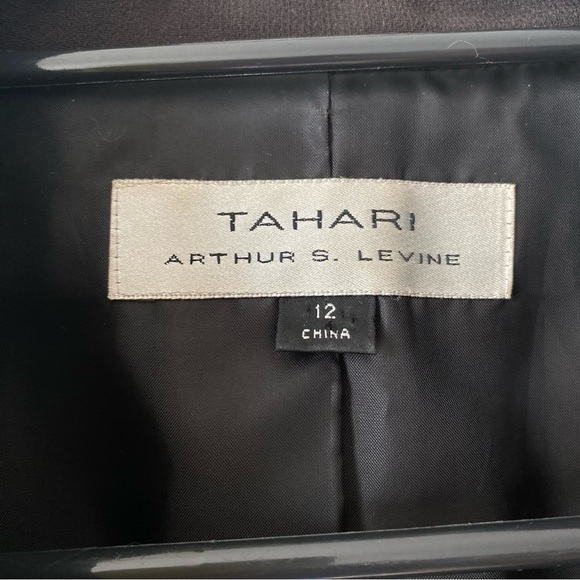 TAHARI
ARTHUR S. LEVINE
12
CHINA